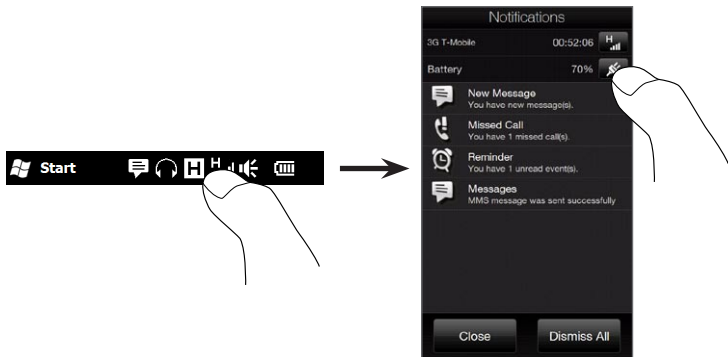 Start
H
H
Notifications
3G T-Mobile 00:52:06 H
Battery 70%
New Message
You have new message(s).
Missed Call
You have 1 missed call(s).
Reminder
You have 1 unread event(s).
Messages
MMS message was sent successfully
Close Dismiss All